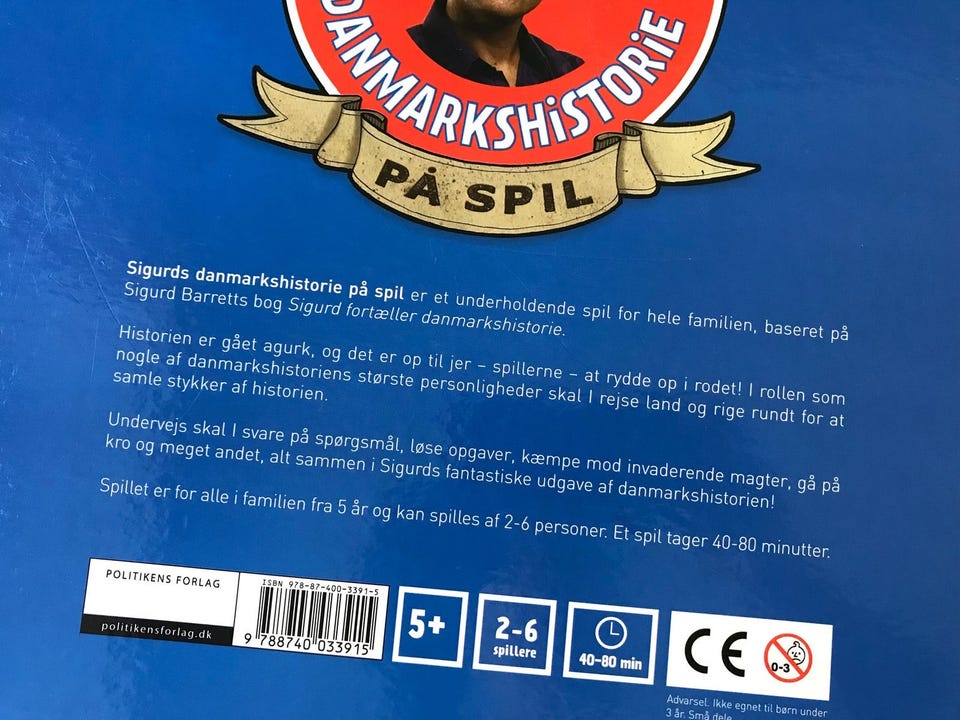 DANMARKSHiSTORiE
PÅ SPIL
Sigurds danmarkshistorie på spil er et underholdende spil for hele familien, baseret på
Sigurd Barretts bog Sigurd fortæller danmarkshistorie.
Historien er gået agurk, og det er op til jer – spillerne – at rydde op i rodet! I rollen som
nogle af danmarkshistoriens største personligheder skal I rejse land og rige rundt for at
samle stykker af historien.
Undervejs skal I svare på spørgsmål, løse opgaver, kæmpe mod invaderende magter, gå på
kro og meget andet, alt sammen i Sigurds fantastiske udgave af danmarkshistorien!
Spillet er for alle i familien fra 5 år og kan spilles af 2-6 personer. Et spil tager 40-80 minutter.
POLITIKENS FORLAG
politikensforlag.dk
ISBN 978-87-400-3391-5
9 788740 033915
5+
2-6
spillere
40-80 min
CE
0-3
Advarsel. Ikke egnet til børn under
3 år. Små dele